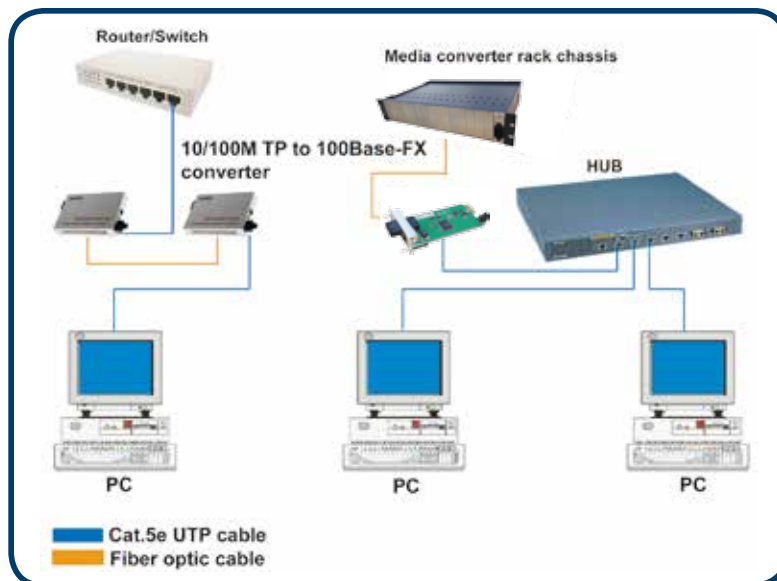 Router/Switch
Media converter rack chassis
10/100M TP to 100Base-FX
converter
HUB
PC
PC
PC
Cat.5e UTP cable
Fiber optic cable